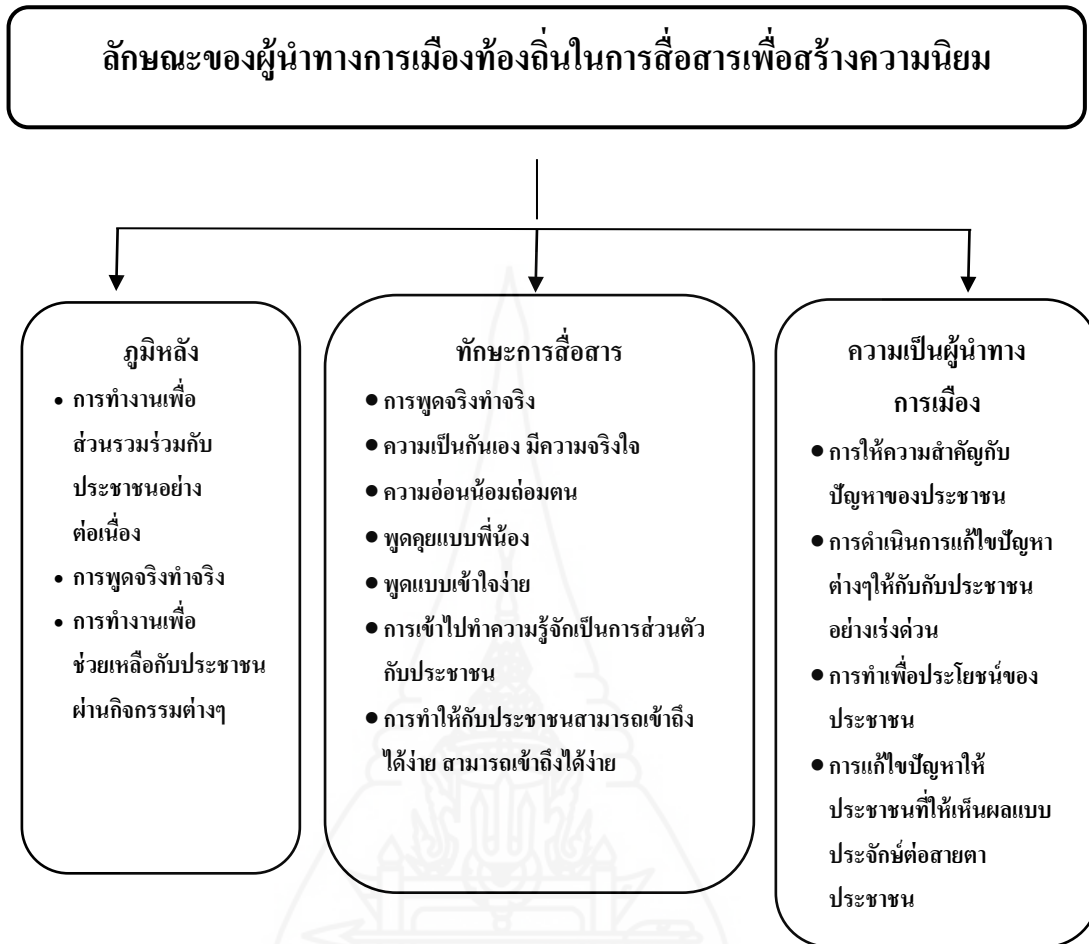 ลักษณะของผู้นำทางการเมืองท้องถิ่นในการสื่อสารเพื่อสร้างความนิยม
ภูมิหลัง
• การทำงานเพื่อ
ส่วนรวมร่วมกับ
ประชาชนอย่าง
ต่อเนื่อง
• การพูดจริงทำจริง
• การทำงานเพื่อ
ช่วยเหลือกับประชาชน
ผ่านกิจกรรมต่างๆ
ทักษะการสื่อสาร
● การพูดจริงทำจริง
● ความเป็นกันเอง มีความจริงใจ
● ความอ่อนน้อมถ่อมตน
● พูดคุยแบบพี่น้อง
● พูดแบบเข้าใจง่าย
● การเข้าไปทำความรู้จักเป็นการส่วนตัว
กับประชาชน
● การทำให้กับประชาชนสามารถเข้าถึง
ได้ง่าย สามารถเข้าถึงได้ง่าย
ความเป็นผู้นำทาง
การเมือง
● การให้ความสำคัญกับ
ปัญหาของประชาชน
● การดำเนินการแก้ไขปัญหา
ต่างๆให้กับกับประชาชน
อย่างเร่งด่วน
● การทำเพื่อประโยชน์ของ
ประชาชน
● การแก้ไขปัญหาให้
ประชาชนที่ให้เห็นผลแบบ
ประจักษ์ต่อสายตา
ประชาชน